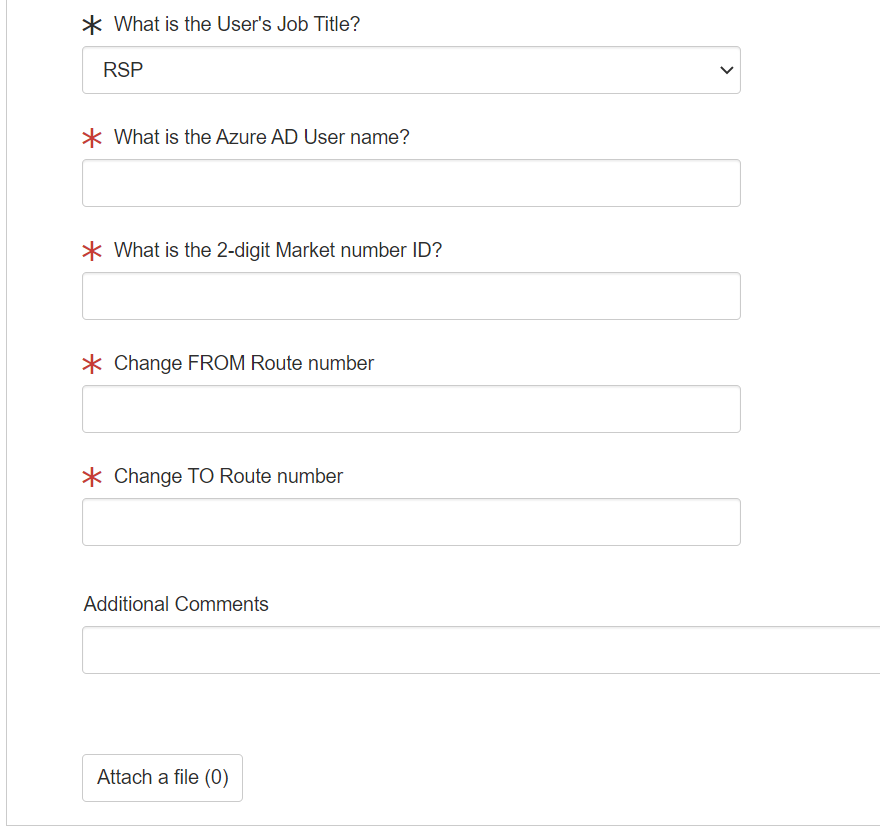 * What is the User's Job Title?
RSP
* What is the Azure AD User name?
* What is the 2-digit Market number ID?
* Change FROM Route number
* Change TO Route number
Additional Comments
Attach a file (0)